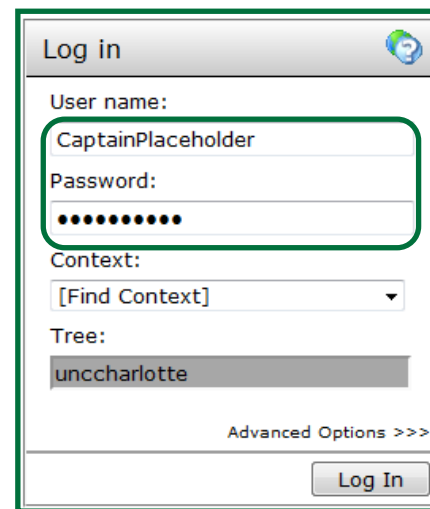 Log in
User name:
CaptainPlaceholder
Password:
••••••••••
Context:
[Find Context]
Tree:
unccharlotte
Advanced Options >>>
Log In